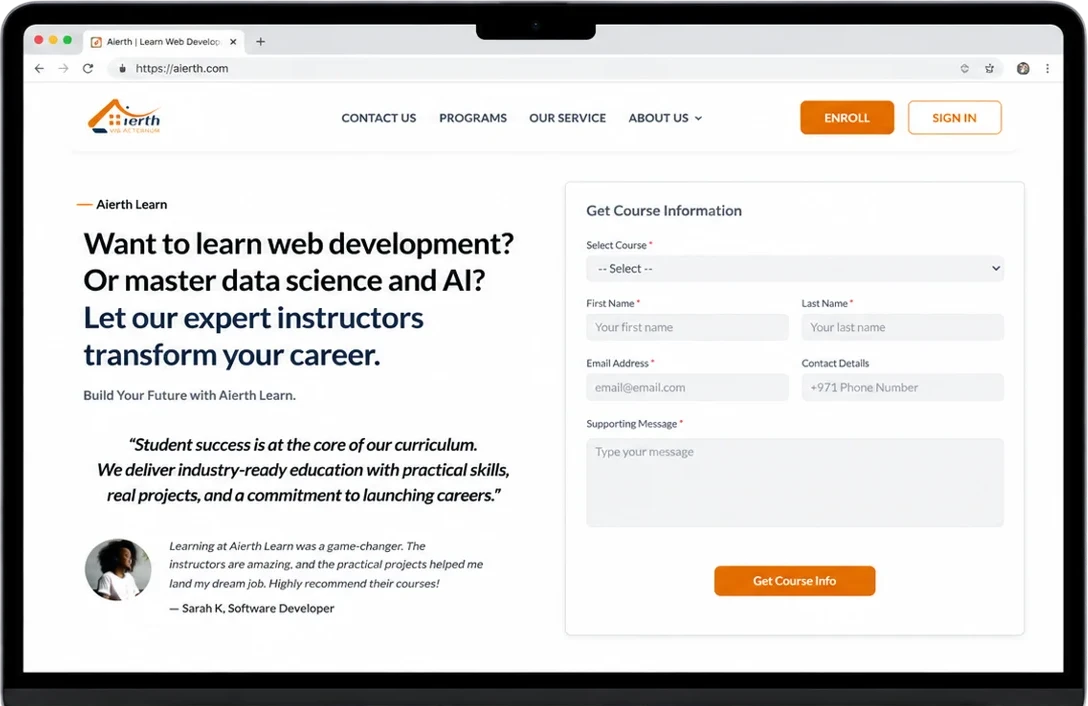 Aierth | Learn Web Develop
https://aierth.com
Aierth
CONTACT US
PROGRAMS
OUR SERVICE
ABOUT US
ENROLL
SIGN IN
Aierth Learn
Want to learn web development?
Or master data science and AI?
Let our expert instructors
transform your career.
Build Your Future with Aierth Learn.
“Student success is at the core of our curriculum.
We deliver industry-ready education with practical skills,
real projects, and a commitment to launching careers.”
Learning at Aierth Learn was a game-changer. The
instructors are amazing, and the practical projects helped me
land my dream job. Highly recommend their courses!
— Sarah K, Software Developer
Get Course Information
Select Course *
-- Select --
First Name *
Last Name *
Your first name
Your last name
Email Address *
Contact Details
email@email.com
+971 Phone Number
Supporting Message *
Type your message
Get Course Info